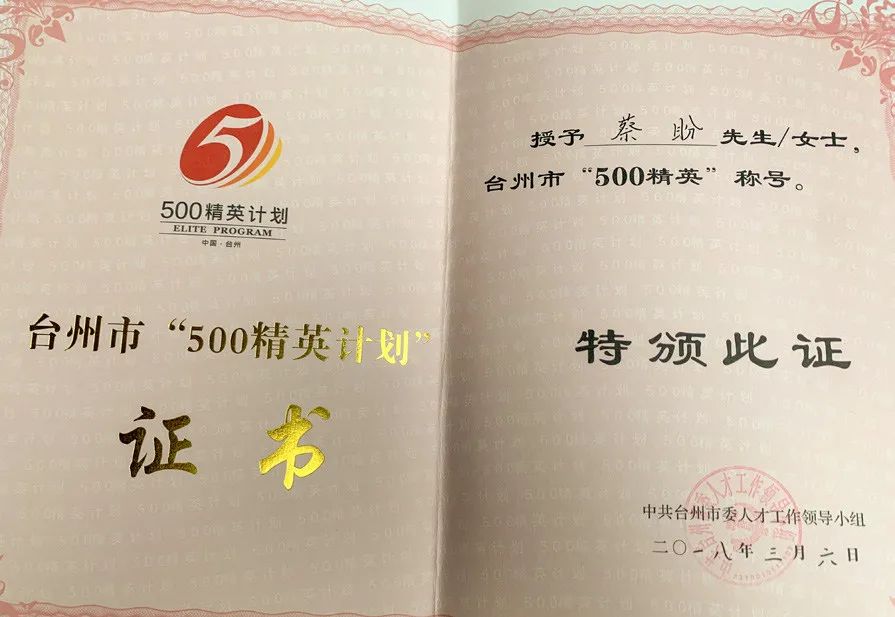 5
500精英计划
ELITE PROGRAM
中国·台州
台州市“500精英计划”
证书
授予 蔡盼 先生/女士，
台州市“500精英”称号。
特颁此证
中共台州市委人才工作领导小组
二〇一八年三月六日